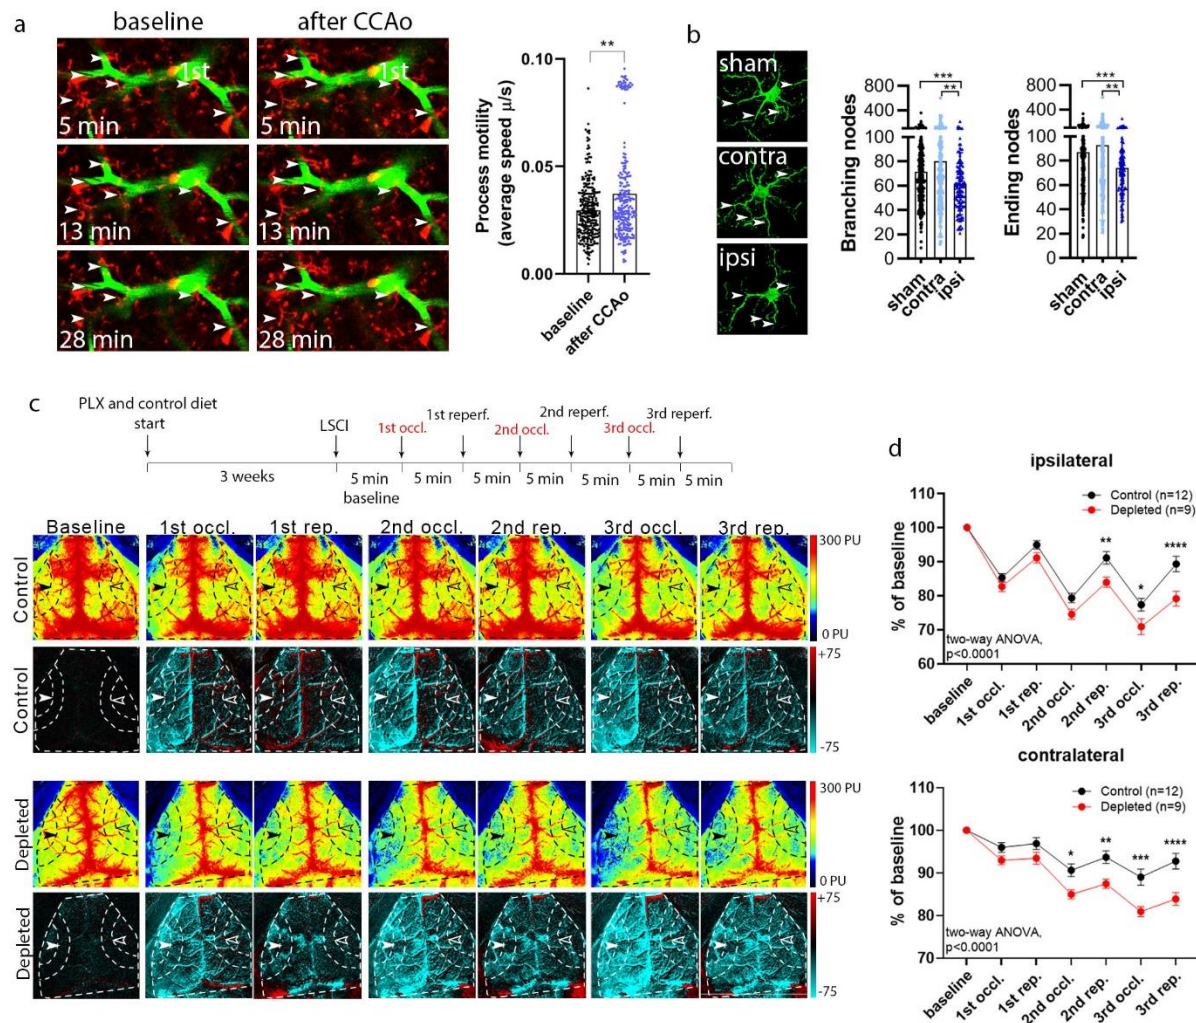 a
baseline
after CCAo
1st
1st
5 min
5 min
13 min
13 min
28 min
28 min
Process motility
(average speed µ/s)
0.10
0.05
0.00
**
baseline
after CCAo
b
sham
contra
ipsi
Branching nodes
800
600
400
200
100
80
60
40
20
0
***
**
sham
contra
ipsi
Ending nodes
800
600
400
200
100
80
60
40
20
0
***
**
sham
contra
ipsi
c
PLX and control diet
start
LSCI
1st occl.
1st reperf.
2nd occl.
2nd reperf.
3rd occl.
3rd reperf.
3 weeks
5 min
5 min
5 min
5 min
5 min
5 min
5 min
baseline
Baseline
1st occl.
1st rep.
2nd occl.
2nd rep.
3rd occl.
3rd rep.
Control
300 PU
0 PU
Control
+75
-75
Depleted
300 PU
0 PU
Depleted
+75
-75
d
ipsilateral
Control (n=12)
Depleted (n=9)
% of baseline
110
100
90
80
70
60
**
*
****
two-way ANOVA,
p<0.0001
baseline
1st occl.
1st rep.
2nd occl.
2nd rep.
3rd occl.
3rd rep.
contralateral
Control (n=12)
Depleted (n=9)
% of baseline
110
100
90
80
70
*
**
***
****
two-way ANOVA,
p<0.0001
baseline
1st occl.
1st rep.
2nd occl.
2nd rep.
3rd occl.
3rd rep.